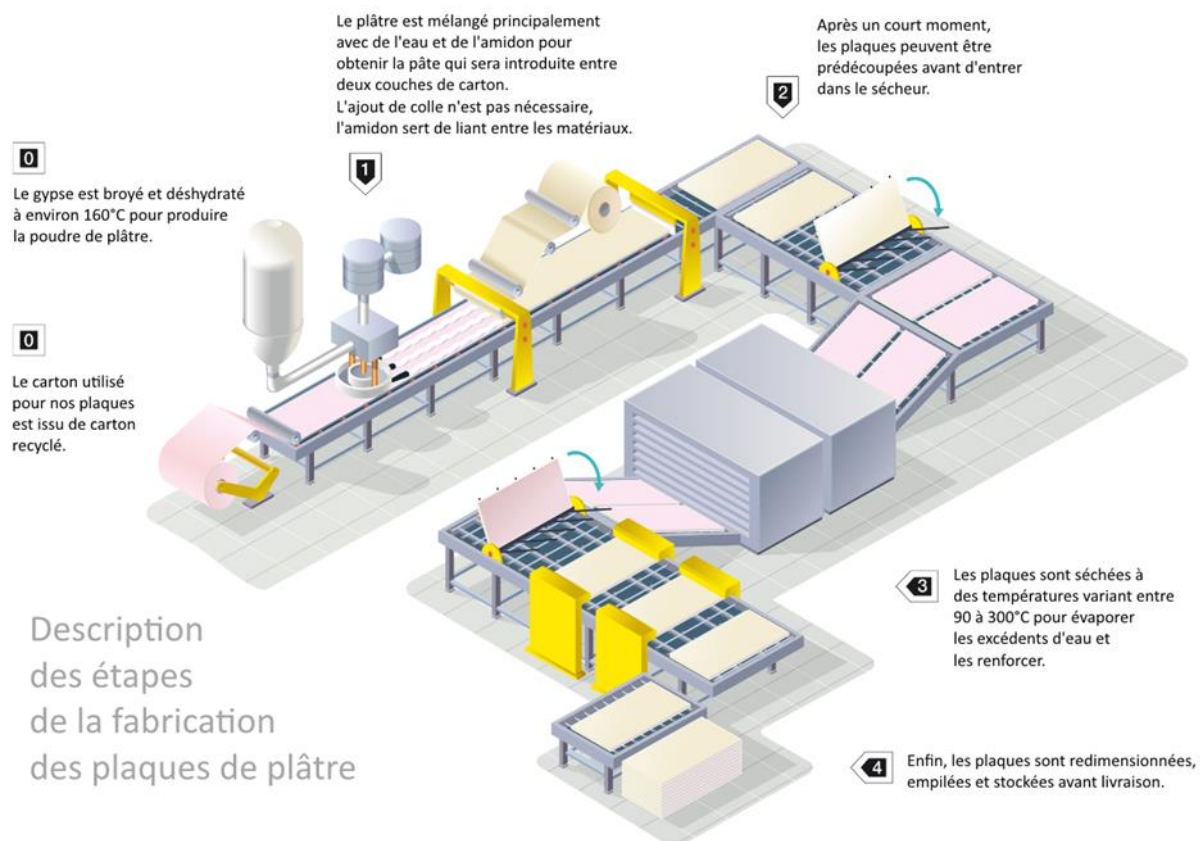 Le plâtre est mélangé principalement
avec de l'eau et de l'amidon pour
obtenir la pâte qui sera introduite entre
deux couches de carton.
L'ajout de colle n'est pas nécessaire,
l'amidon sert de liant entre les matériaux.
1
Après un court moment,
les plaques peuvent être
prédécoupées avant d'entrer
dans le sécheur.
2
0
Le gypse est broyé et déshydraté
à environ 160°C pour produire
la poudre de plâtre.
0
Le carton utilisé
pour nos plaques
est issu de carton
recyclé.
3
Les plaques sont séchées à
des températures variant entre
90 à 300°C pour évaporer
les excédents d'eau et
les renforcer.
Description
des étapes
de la fabrication
des plaques de plâtre
4
Enfin, les plaques sont redimensionnées,
empilées et stockées avant livraison.